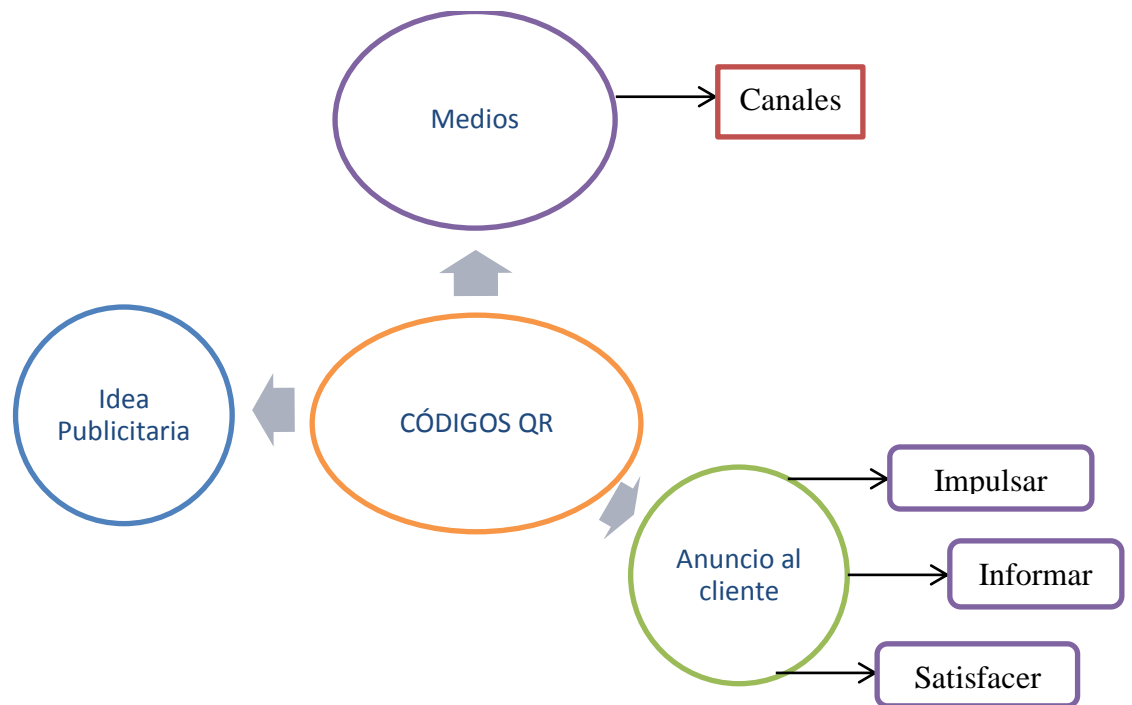 Medios
Canales
Idea
Publicitaria
CÓDIGOS QR
Impulsar
Anuncio al
cliente
Informar
Satisfacer